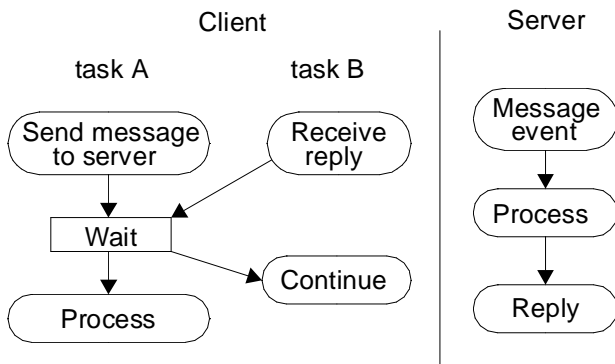 Client
Server
task A
task B
Send message
to server
Receive
reply
Message
event
Wait
Process
Continue
Process
Reply